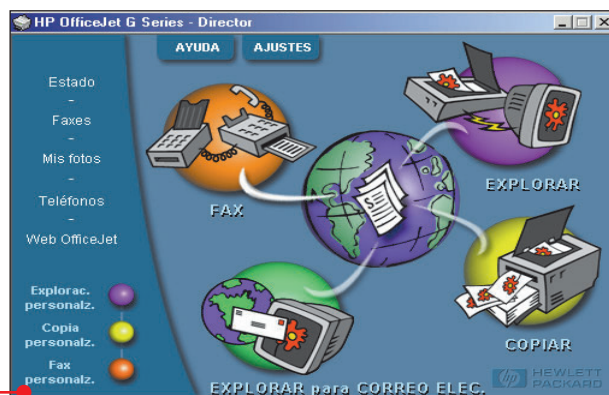 HP OfficeJet G Series - Director
AYUDA
AJUSTES
Estado
-
Faxes
-
Mis fotos
-
Teléfonos
-
Web OfficeJet
Explorac.
personalz.
Copia
personalz.
Fax
personalz.
FAX
EXPLORAR
COPIAR
EXPLORAR para CORREO ELEC.
hp HEWLETT
PACKARD